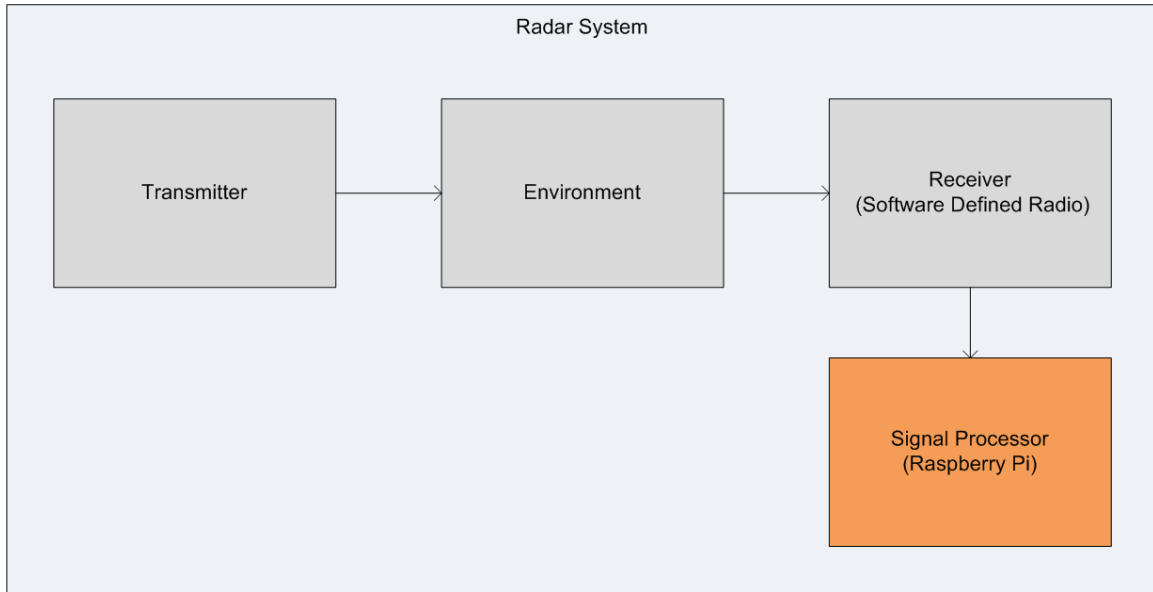 Radar System
Transmitter
Environment
Receiver
(Software Defined Radio)
Signal Processor
(Raspberry Pi)